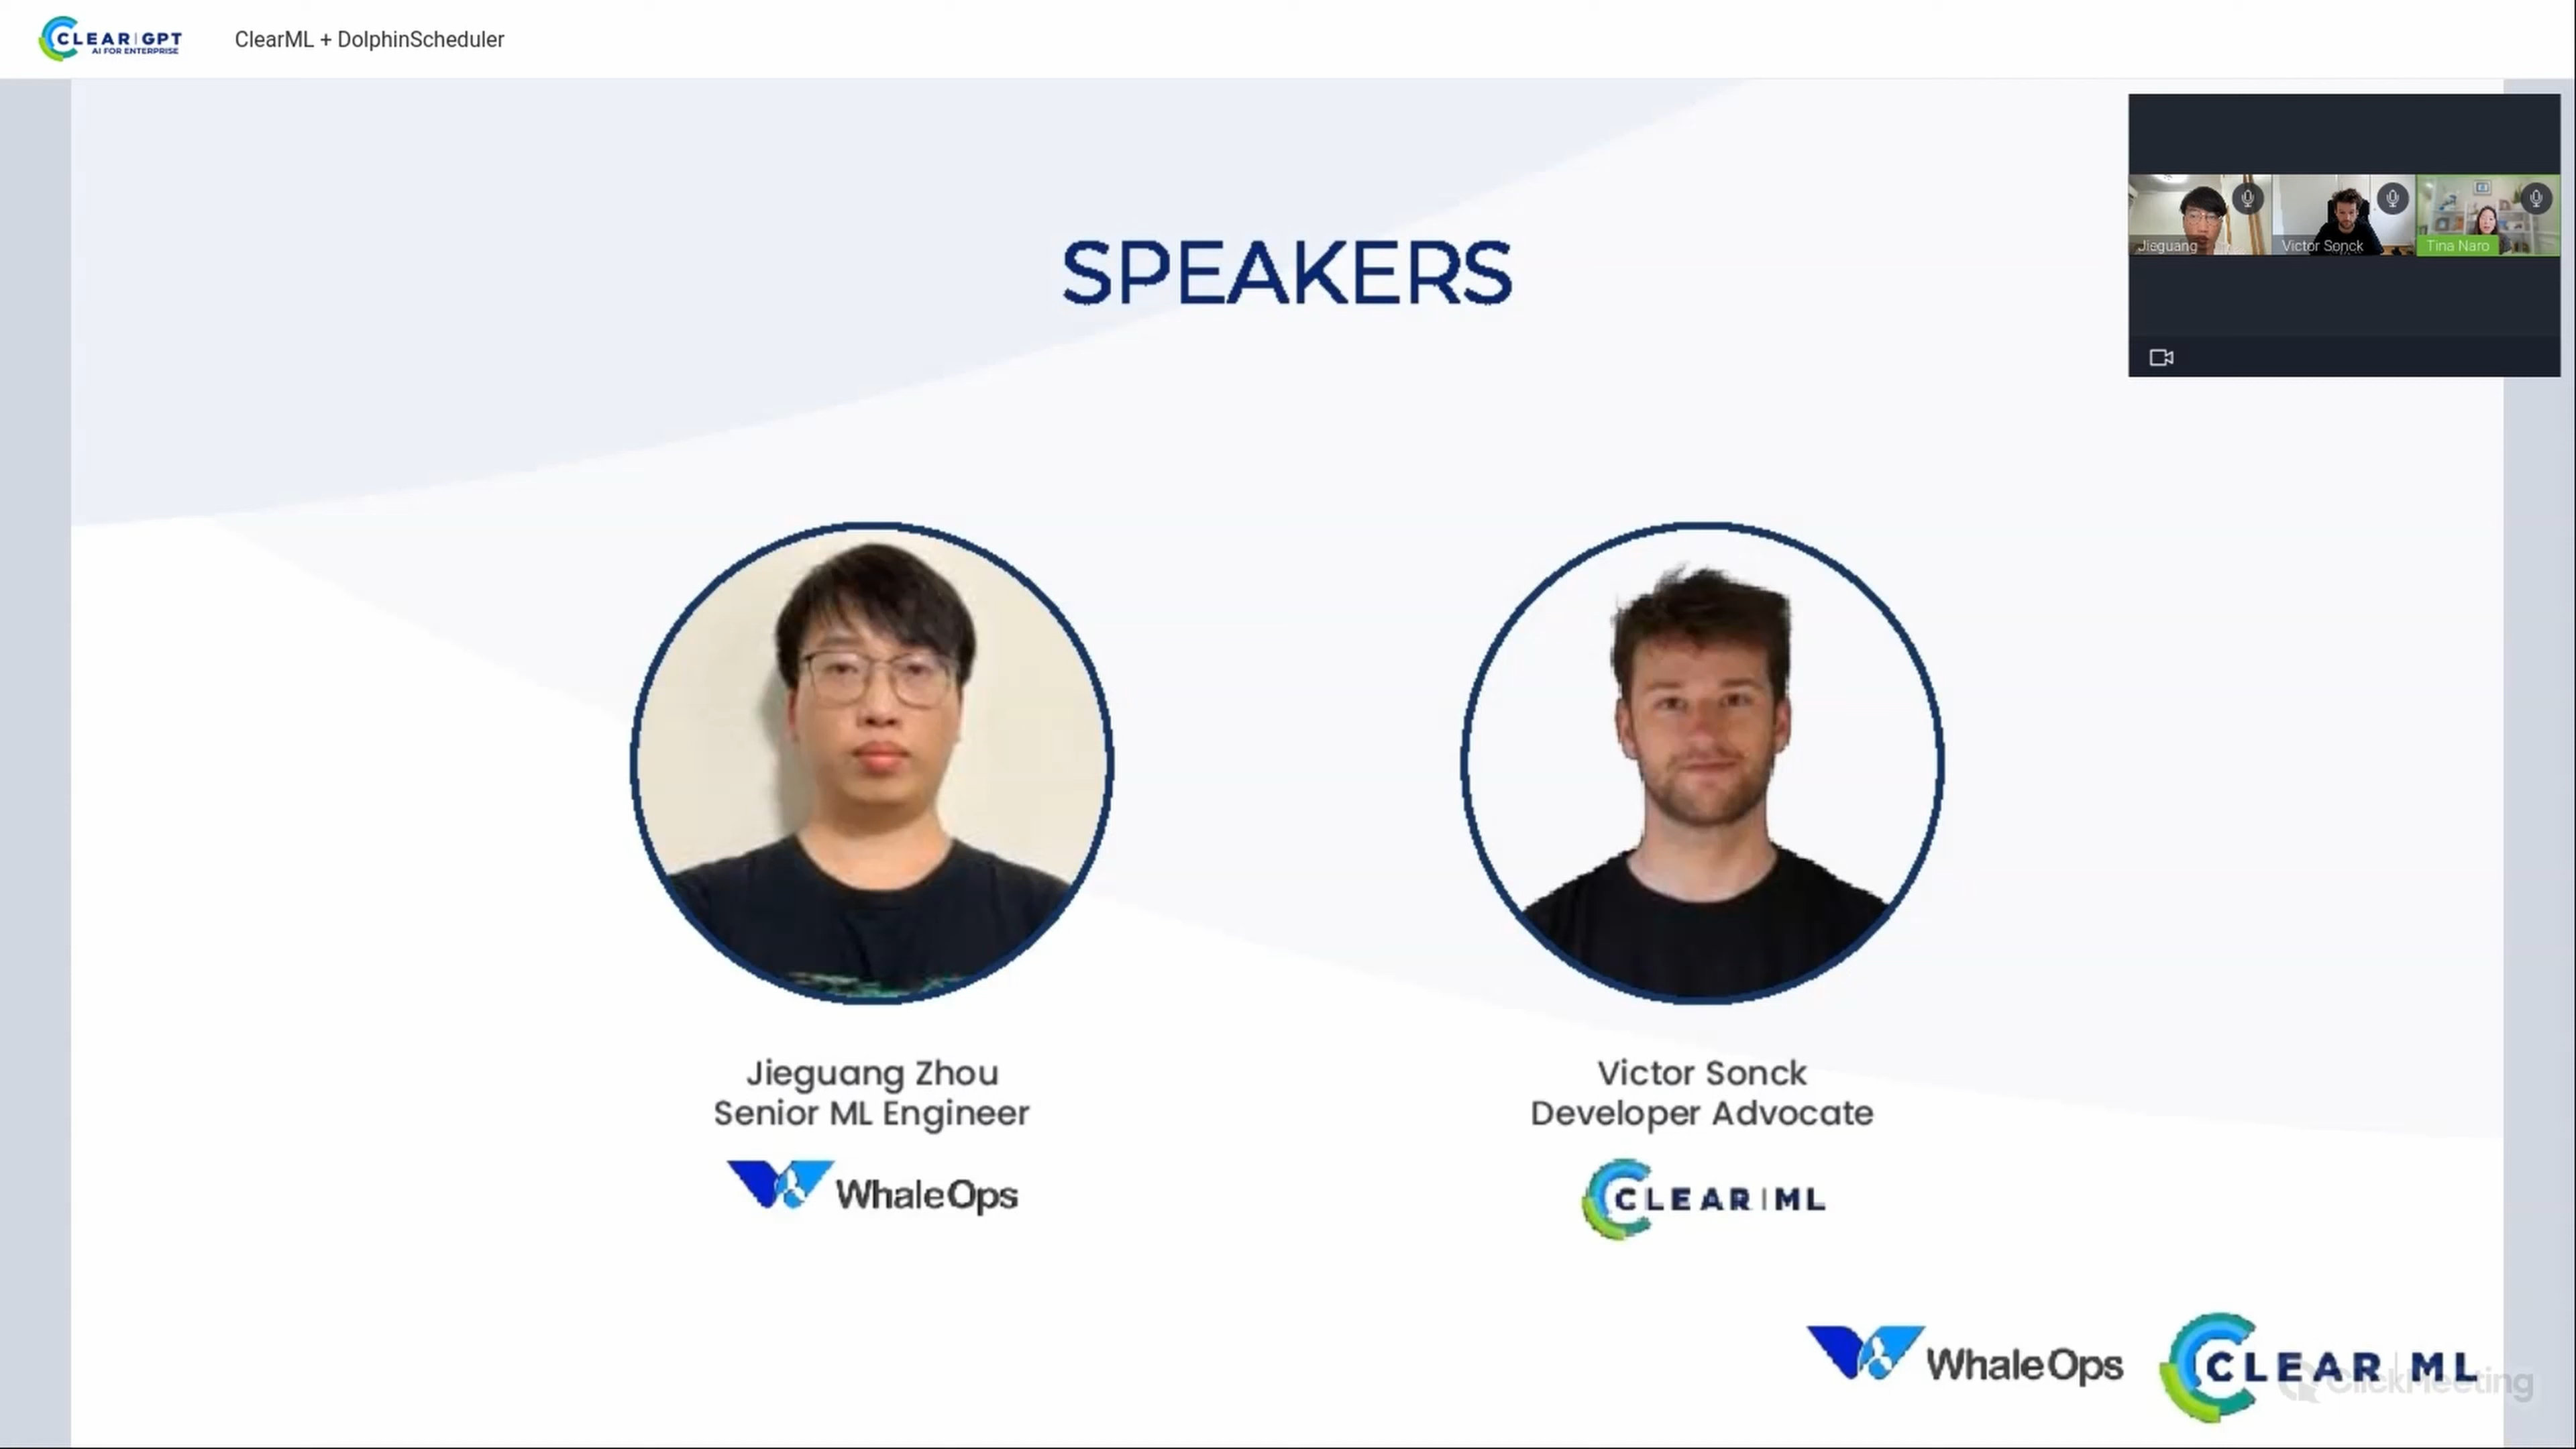 CLEAR|GPT
AI FOR ENTERPRISE
ClearML + DolphinScheduler
Jieguang
Victor Sonck
Tina Naro
SPEAKERS
Jieguang Zhou
Senior ML Engineer
WhaleOps
Victor Sonck
Developer Advocate
CLEAR|ML
WhaleOps
CLEAR|ML
ClickMeeting